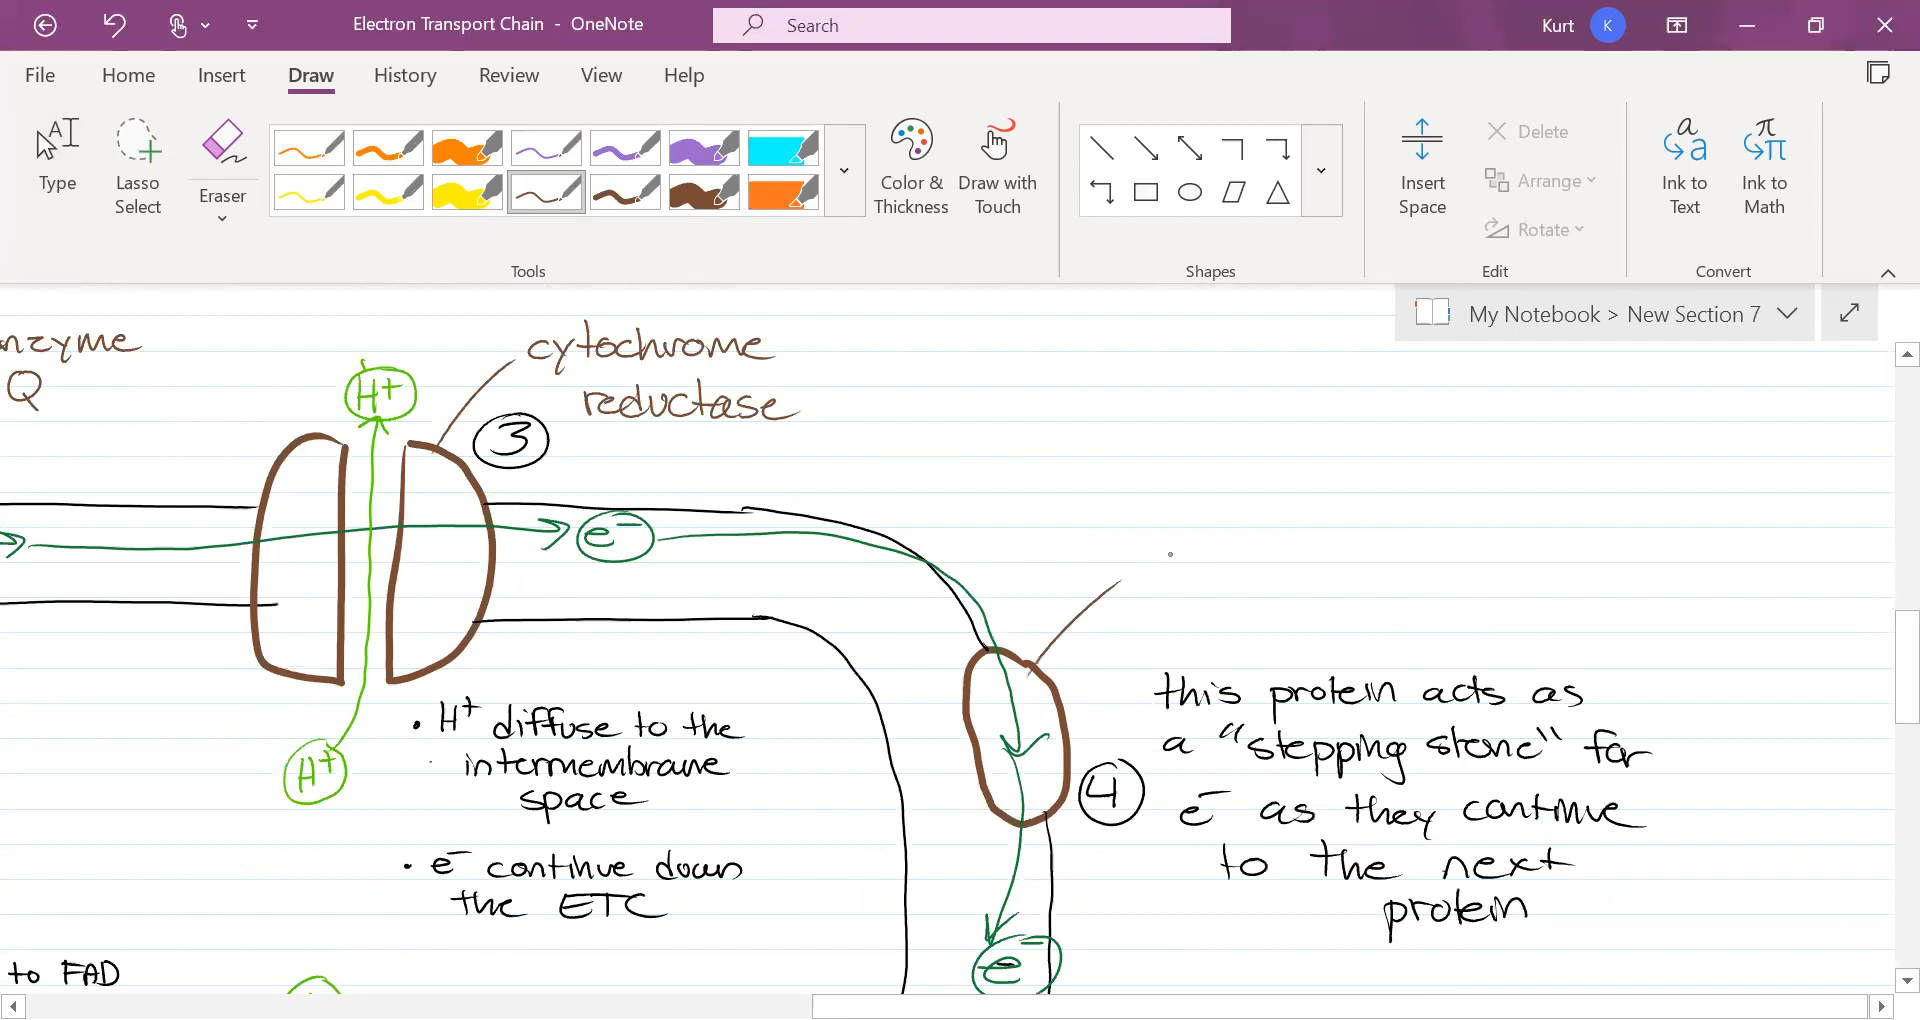 Electron Transport Chain - OneNote
Search
Kurt
K
File
Home
Insert
Draw
History
Review
View
Help
Type
Lasso
Select
Eraser
Color &
Thickness
Draw with
Touch
Insert
Space
Delete
Arrange
Rotate
Ink to
Text
Ink to
Math
Tools
Shapes
Edit
Convert
My Notebook > New Section 7
nzyme
Q
H+
cytochrome
reductase
3
e-
H+
• H+ diffuse to the
intermembrane
space
• e- continue down
the ETC
4
this protein acts as
a "stepping stone" for
e- as they continue
to the next
protein
e-
to FAD